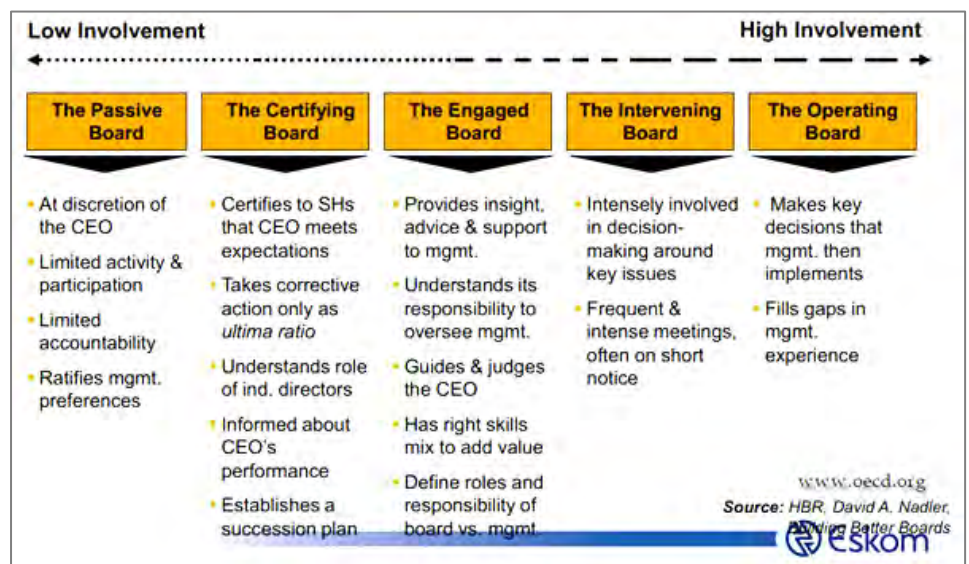 Low Involvement
High Involvement
The Passive
Board
The Certifying
Board
The Engaged
Board
The Intervening
Board
The Operating
Board
• At discretion of
the CEO
• Limited activity &
participation
• Limited
accountability
• Ratifies mgmt.
preferences
• Certifies to SHs
that CEO meets
expectations
• Takes corrective
action only as
ultima ratio
• Understands role
of ind. directors
• Informed about
CEO's
performance
• Establishes a
succession plan
• Provides insight,
advice & support
to mgmt.
• Understands its
responsibility to
oversee mgmt.
• Guides & judges
the CEO
• Has right skills
mix to add value
• Define roles and
responsibility of
board vs. mgmt.
• Intensely involved
in decision-
making around
key issues
• Frequent &
intense meetings,
often on short
notice
• Makes key
decisions that
mgmt. then
implements
• Fills gaps in
mgmt.
experience
www.oecd.org
Source: HBR, David A. Nadler,
Building Better Boards
Eskom